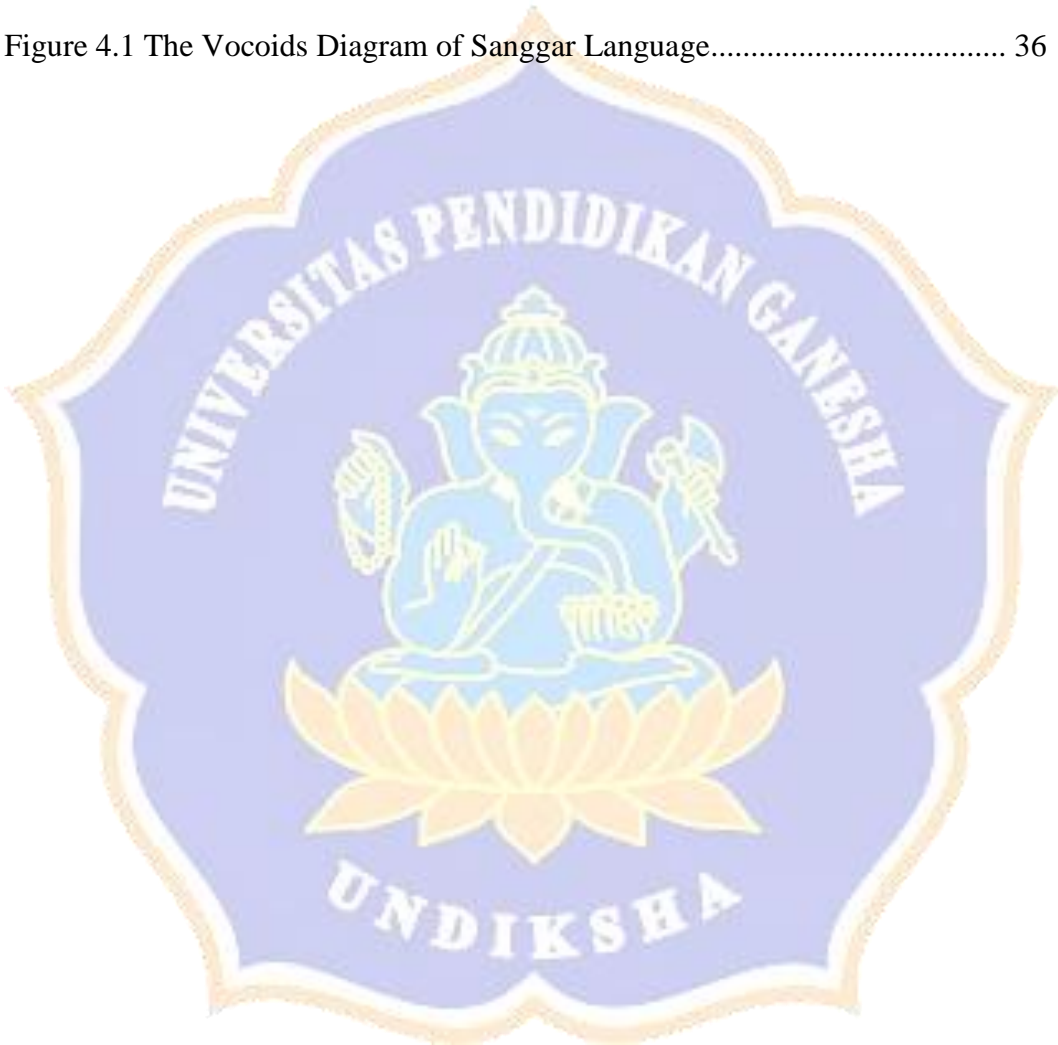 Figure 4.1 The Vocoids Diagram of Sanggar Language.................................... 36
UNIVERSITAS PENDIDIKAN GANESHA
UNDIKSHA